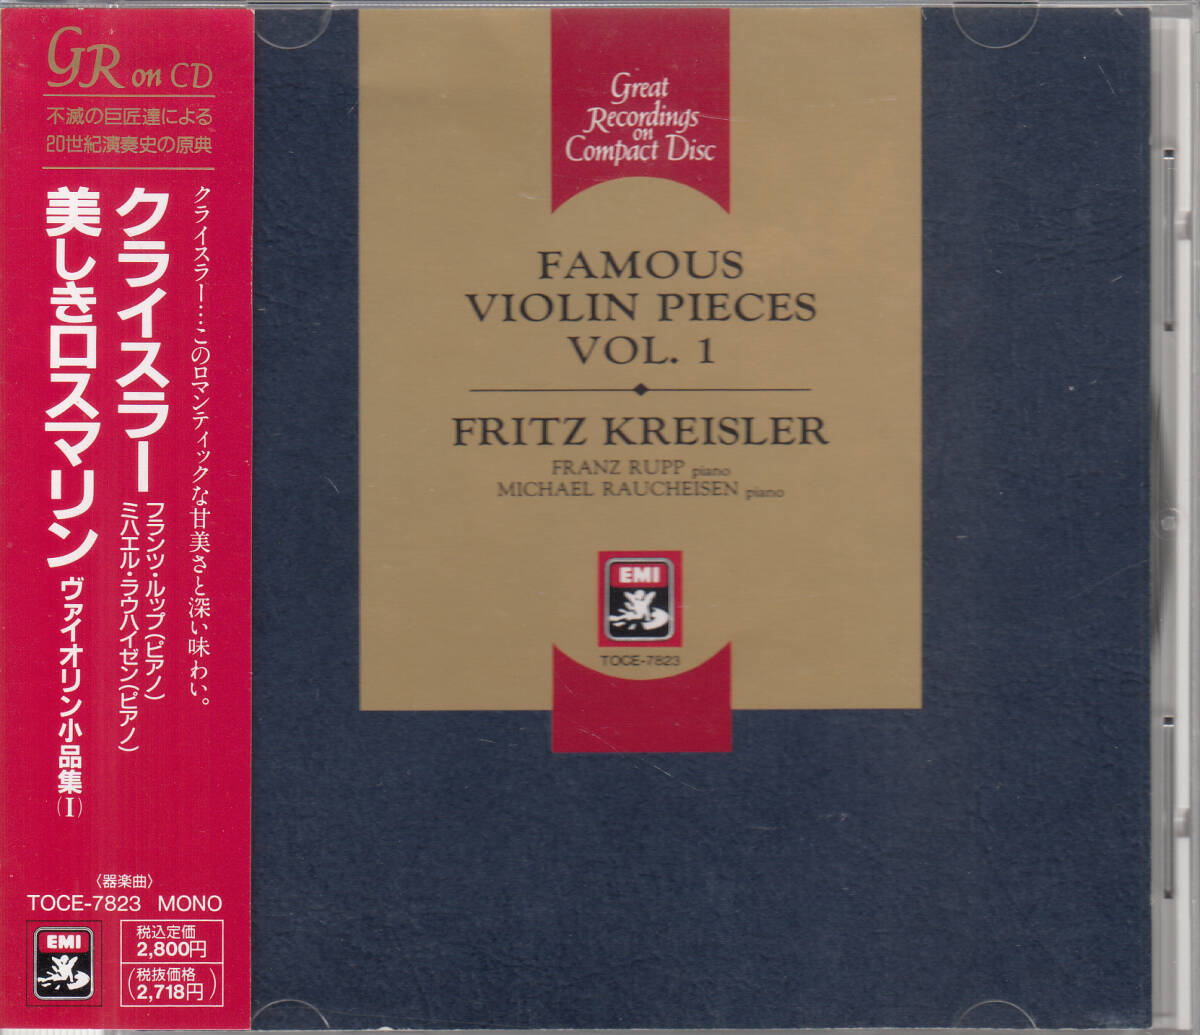 GR on CD
不滅の巨匠達による
20世紀演奏史の原典
クライスラー…このロマンティックな甘美さと深い味わい。
クライスラー
フランツ・ルップ(ピアノ)
ミハエル・ラウハイゼン(ピアノ)
美しきロスマリン
ヴァイオリン小品集(I)
〈器楽曲〉
TOCE-7823 MONO
EMI
税込定価
2,800円
(税抜価格
2,718円)
Great
Recordings
on
Compact Disc
FAMOUS
VIOLIN PIECES
VOL. 1
FRITZ KREISLER
FRANZ RUPP piano
MICHAEL RAUCHEISEN piano
EMI
TOCE-7823